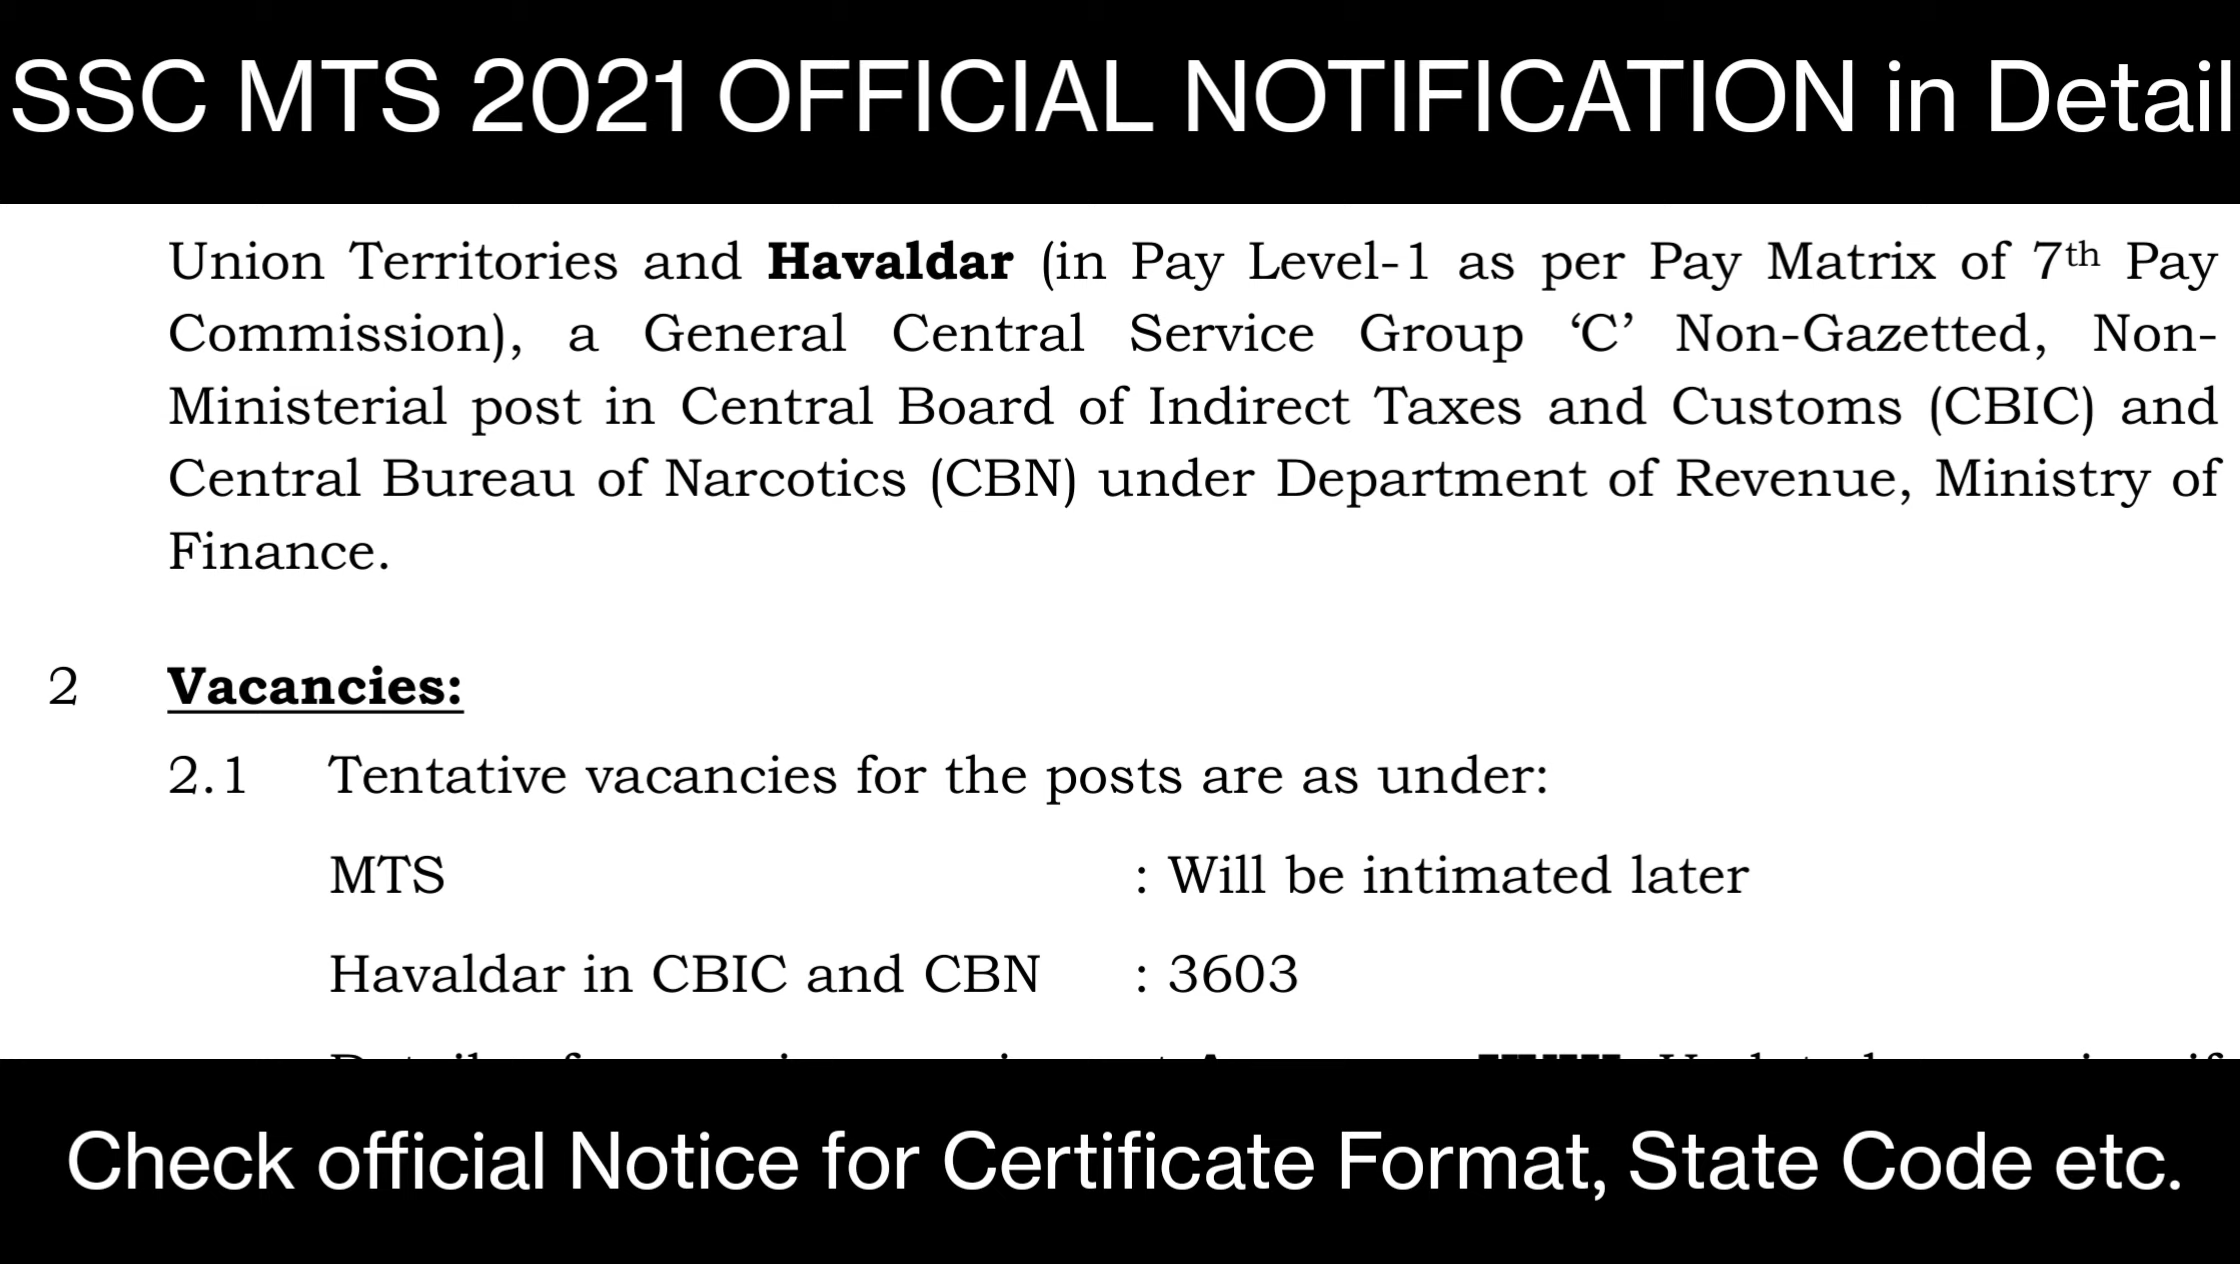 SSC MTS 2021 OFFICIAL NOTIFICATION in Detail
Union Territories and Havaldar (in Pay Level-1 as per Pay Matrix of 7th Pay
Commission), a General Central Service Group ‘C’ Non-Gazetted, Non-
Ministerial post in Central Board of Indirect Taxes and Customs (CBIC) and
Central Bureau of Narcotics (CBN) under Department of Revenue, Ministry of
Finance.
2 Vacancies:
2.1 Tentative vacancies for the posts are as under:
MTS : Will be intimated later
Havaldar in CBIC and CBN : 3603
Check official Notice for Certificate Format, State Code etc.